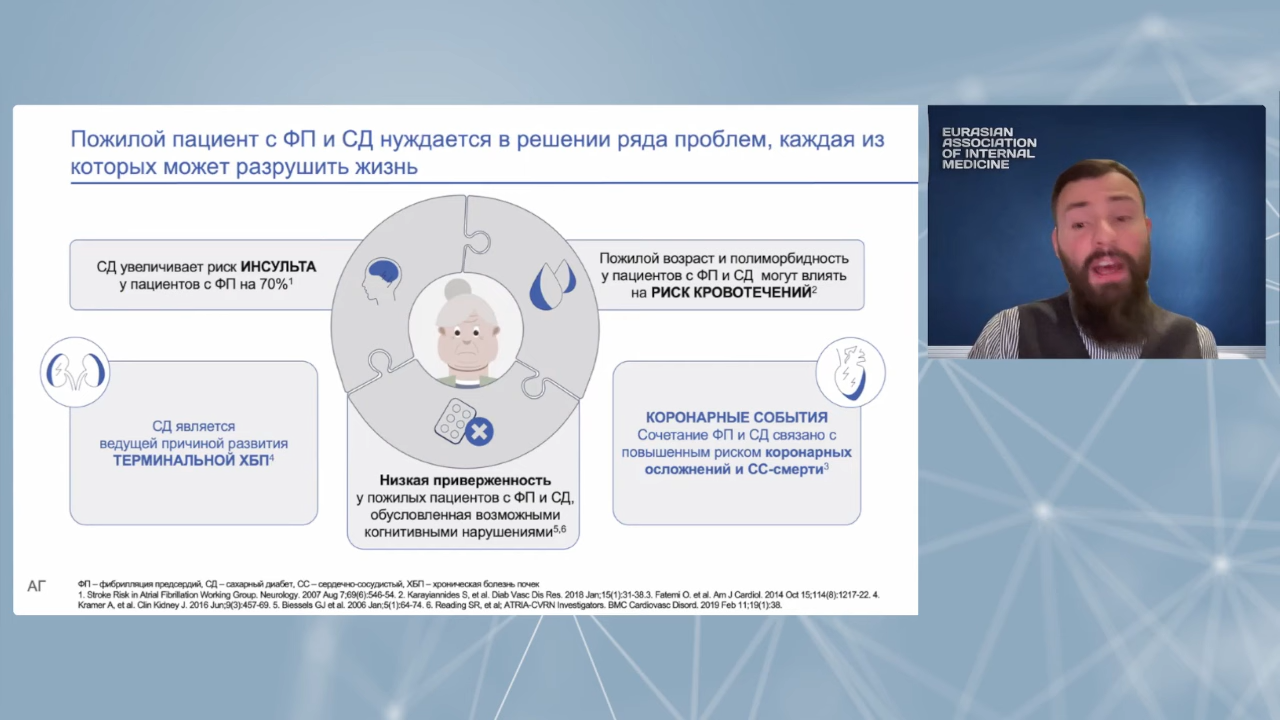 Пожилой пациент с ФП и СД нуждается в решении ряда проблем, каждая из
которых может разрушить жизнь
СД увеличивает риск ИНСУЛЬТА
у пациентов с ФП на 70%1
Пожилой возраст и полиморбидность
у пациентов с ФП и СД могут влиять
на РИСК КРОВОТЕЧЕНИЙ2
СД является
ведущей причиной развития
ТЕРМИНАЛЬНОЙ ХБП4
Низкая приверженность
у пожилых пациентов с ФП и СД,
обусловленная возможными
когнитивными нарушениями5,6
КОРОНАРНЫЕ СОБЫТИЯ
Сочетание ФП и СД связано с
повышенным риском коронарных
осложнений и СС-смерти3
АГ
ФП – фибрилляция предсердий, СД – сахарный диабет, СС – сердечно-сосудистый, ХБП – хроническая болезнь почек
1. Stroke Risk in Atrial Fibrillation Working Group. Neurology. 2007 Aug 7;69(6):546-54. 2. Karayiannides S, et al. Diab Vasc Dis Res. 2018 Jan;15(1):31-38.3. Fatemi O. et al. Am J Cardiol. 2014 Oct 15;114(8):1217-22. 4.
Kramer A, et al. Clin Kidney J. 2016 Jun;9(3):457-69. 5. Biessels GJ et al. 2006 Jan;5(1):64-74. 6. Reading SR, et al; ATRIA-CVRN Investigators. BMC Cardiovasc Disord. 2019 Feb 11;19(1):38.
EURASIAN
ASSOCIATION
OF INTERNAL
MEDICINE